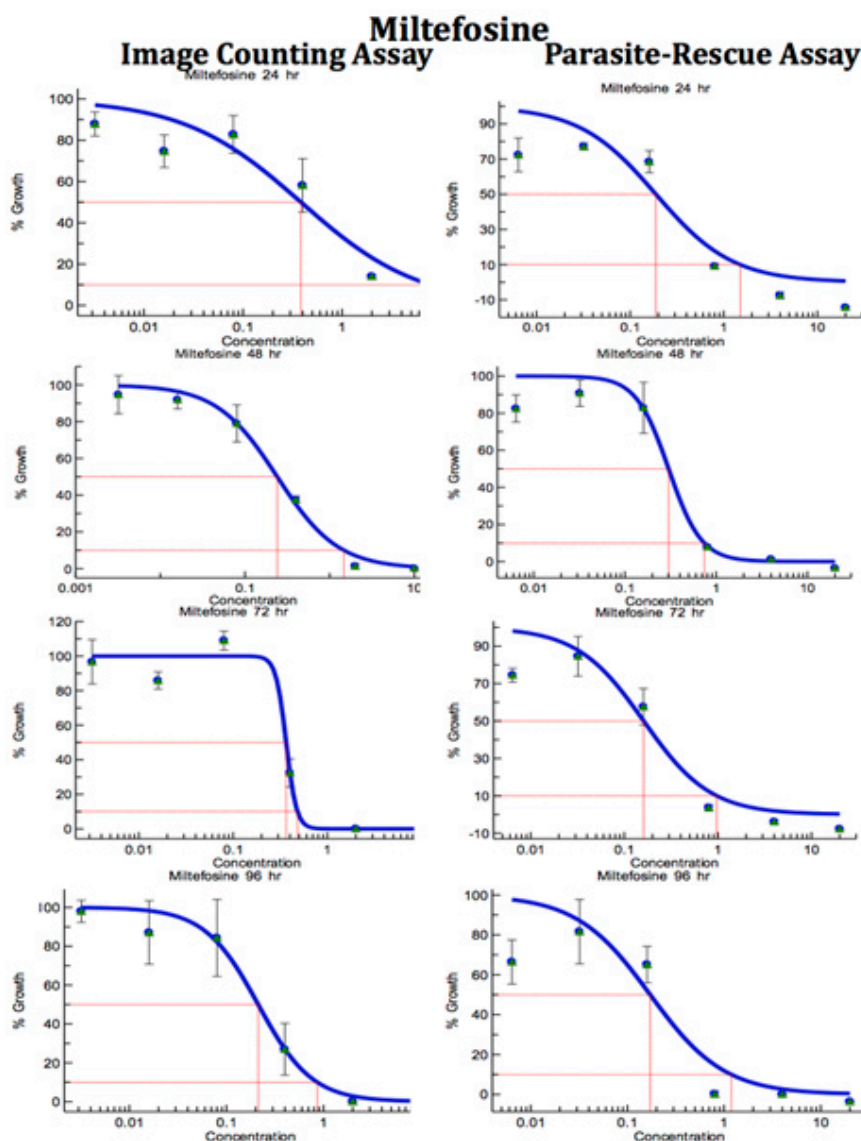 Miltefosine
Image Counting Assay
Parasite-Rescue Assay
Miltefosine 24 hr
% Growth
100
80
60
40
20
0
0.01 0.1 1
Concentration
Miltefosine 24 hr
% Growth
90
70
50
30
10
-10
0.01 0.1 1 10
Concentration
Miltefosine 48 hr
% Growth
100
80
60
40
20
0
0.001 0.1 10
Concentration
Miltefosine 48 hr
% Growth
100
80
60
40
20
0
0.01 0.1 1 10
Concentration
Miltefosine 72 hr
% Growth
120
100
80
60
40
20
0
0.01 0.1 1
Concentration
Miltefosine 72 hr
% Growth
90
70
50
30
10
-10
0.01 0.1 1 10
Concentration
Miltefosine 96 hr
% Growth
100
80
60
40
20
0
0.01 0.1 1
Concentration
Miltefosine 96 hr
% Growth
100
80
60
40
20
0
0.01 0.1 1 10
Concentration